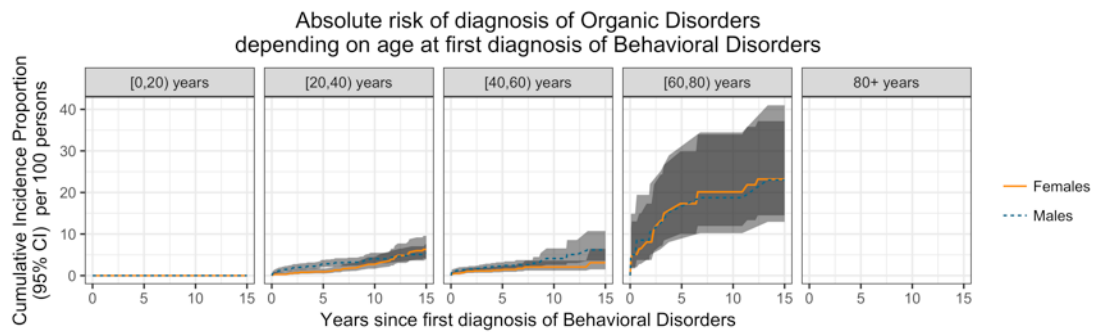 Absolute risk of diagnosis of Organic Disorders
depending on age at first diagnosis of Behavioral Disorders
Cumulative Incidence Proportion
(95% CI) per 100 persons
[0,20) years
[20,40) years
[40,60) years
[60,80) years
80+ years
40
30
20
10
0
0 5 10 15
0 5 10 15
0 5 10 15
0 5 10 15
0 5 10 15
Years since first diagnosis of Behavioral Disorders
Females
Males